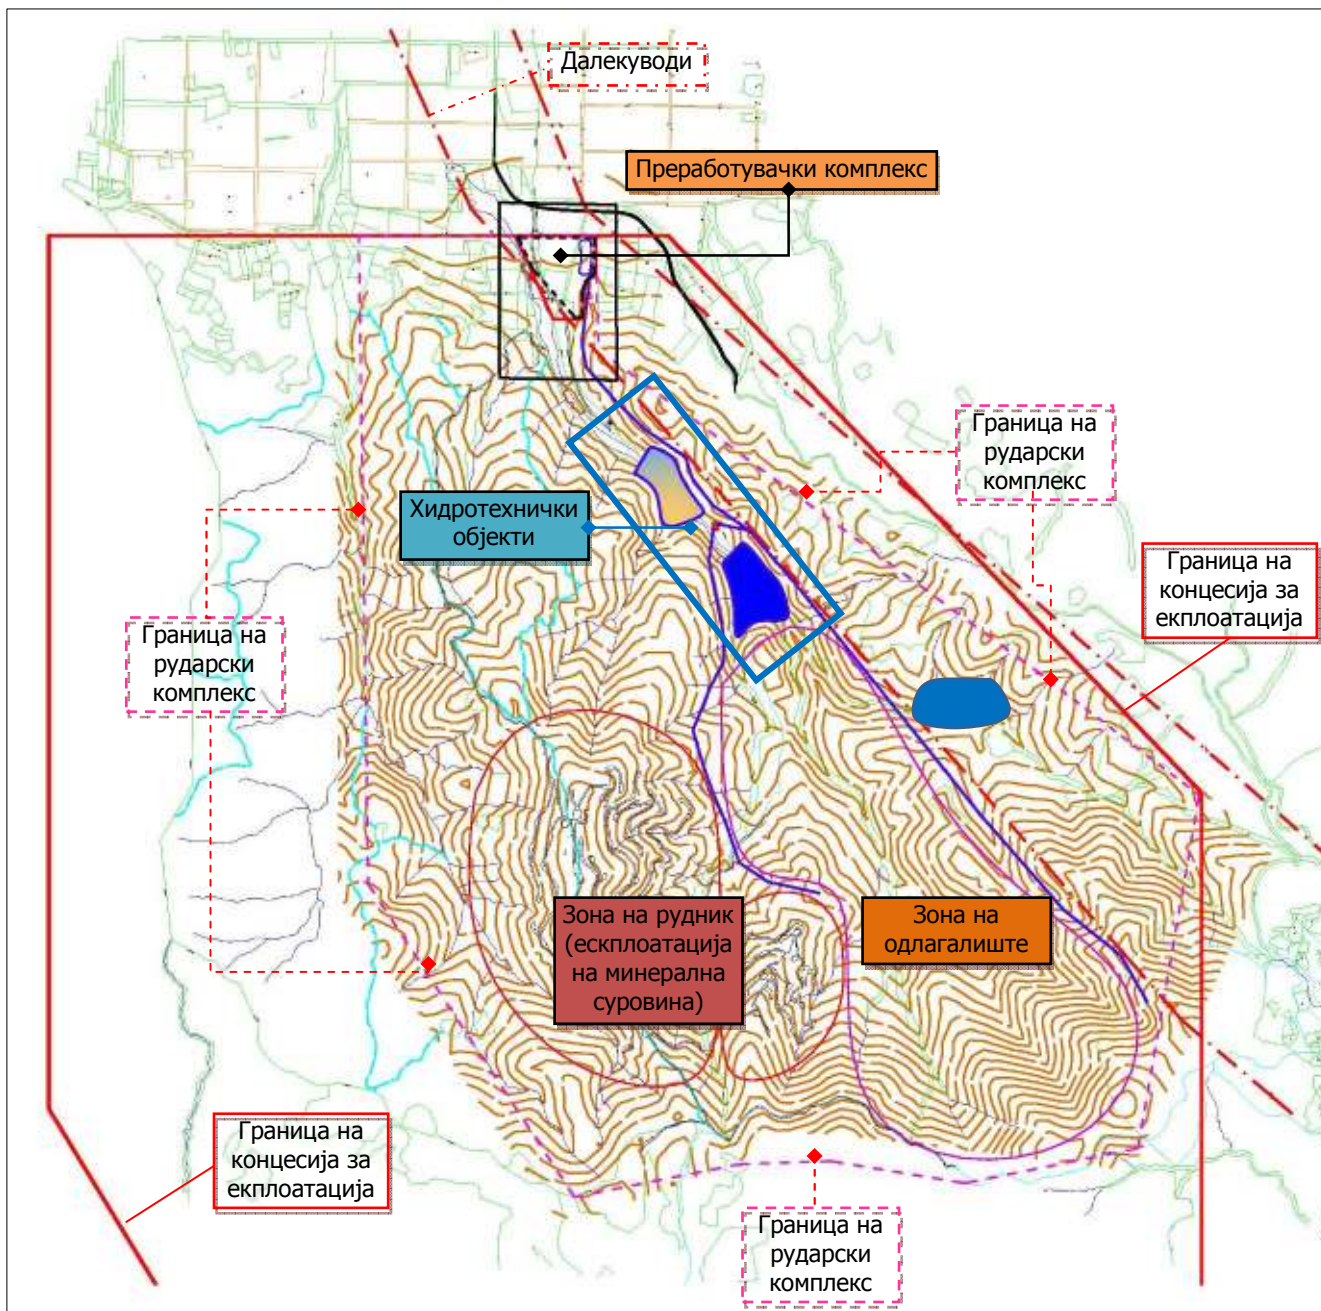 Далекуводи
Преработувачки комплекс
Граница на
рударски
комплекс
Хидротехнички
објекти
Граница на
концесија за
екплоатација
Граница на
рударски
комплекс
Зона на рудник
(ескплоатација
на минерална
суровина)
Зона на
одлагалиште
Граница на
концесија за
екплоатација
Граница на
рударски
комплекс